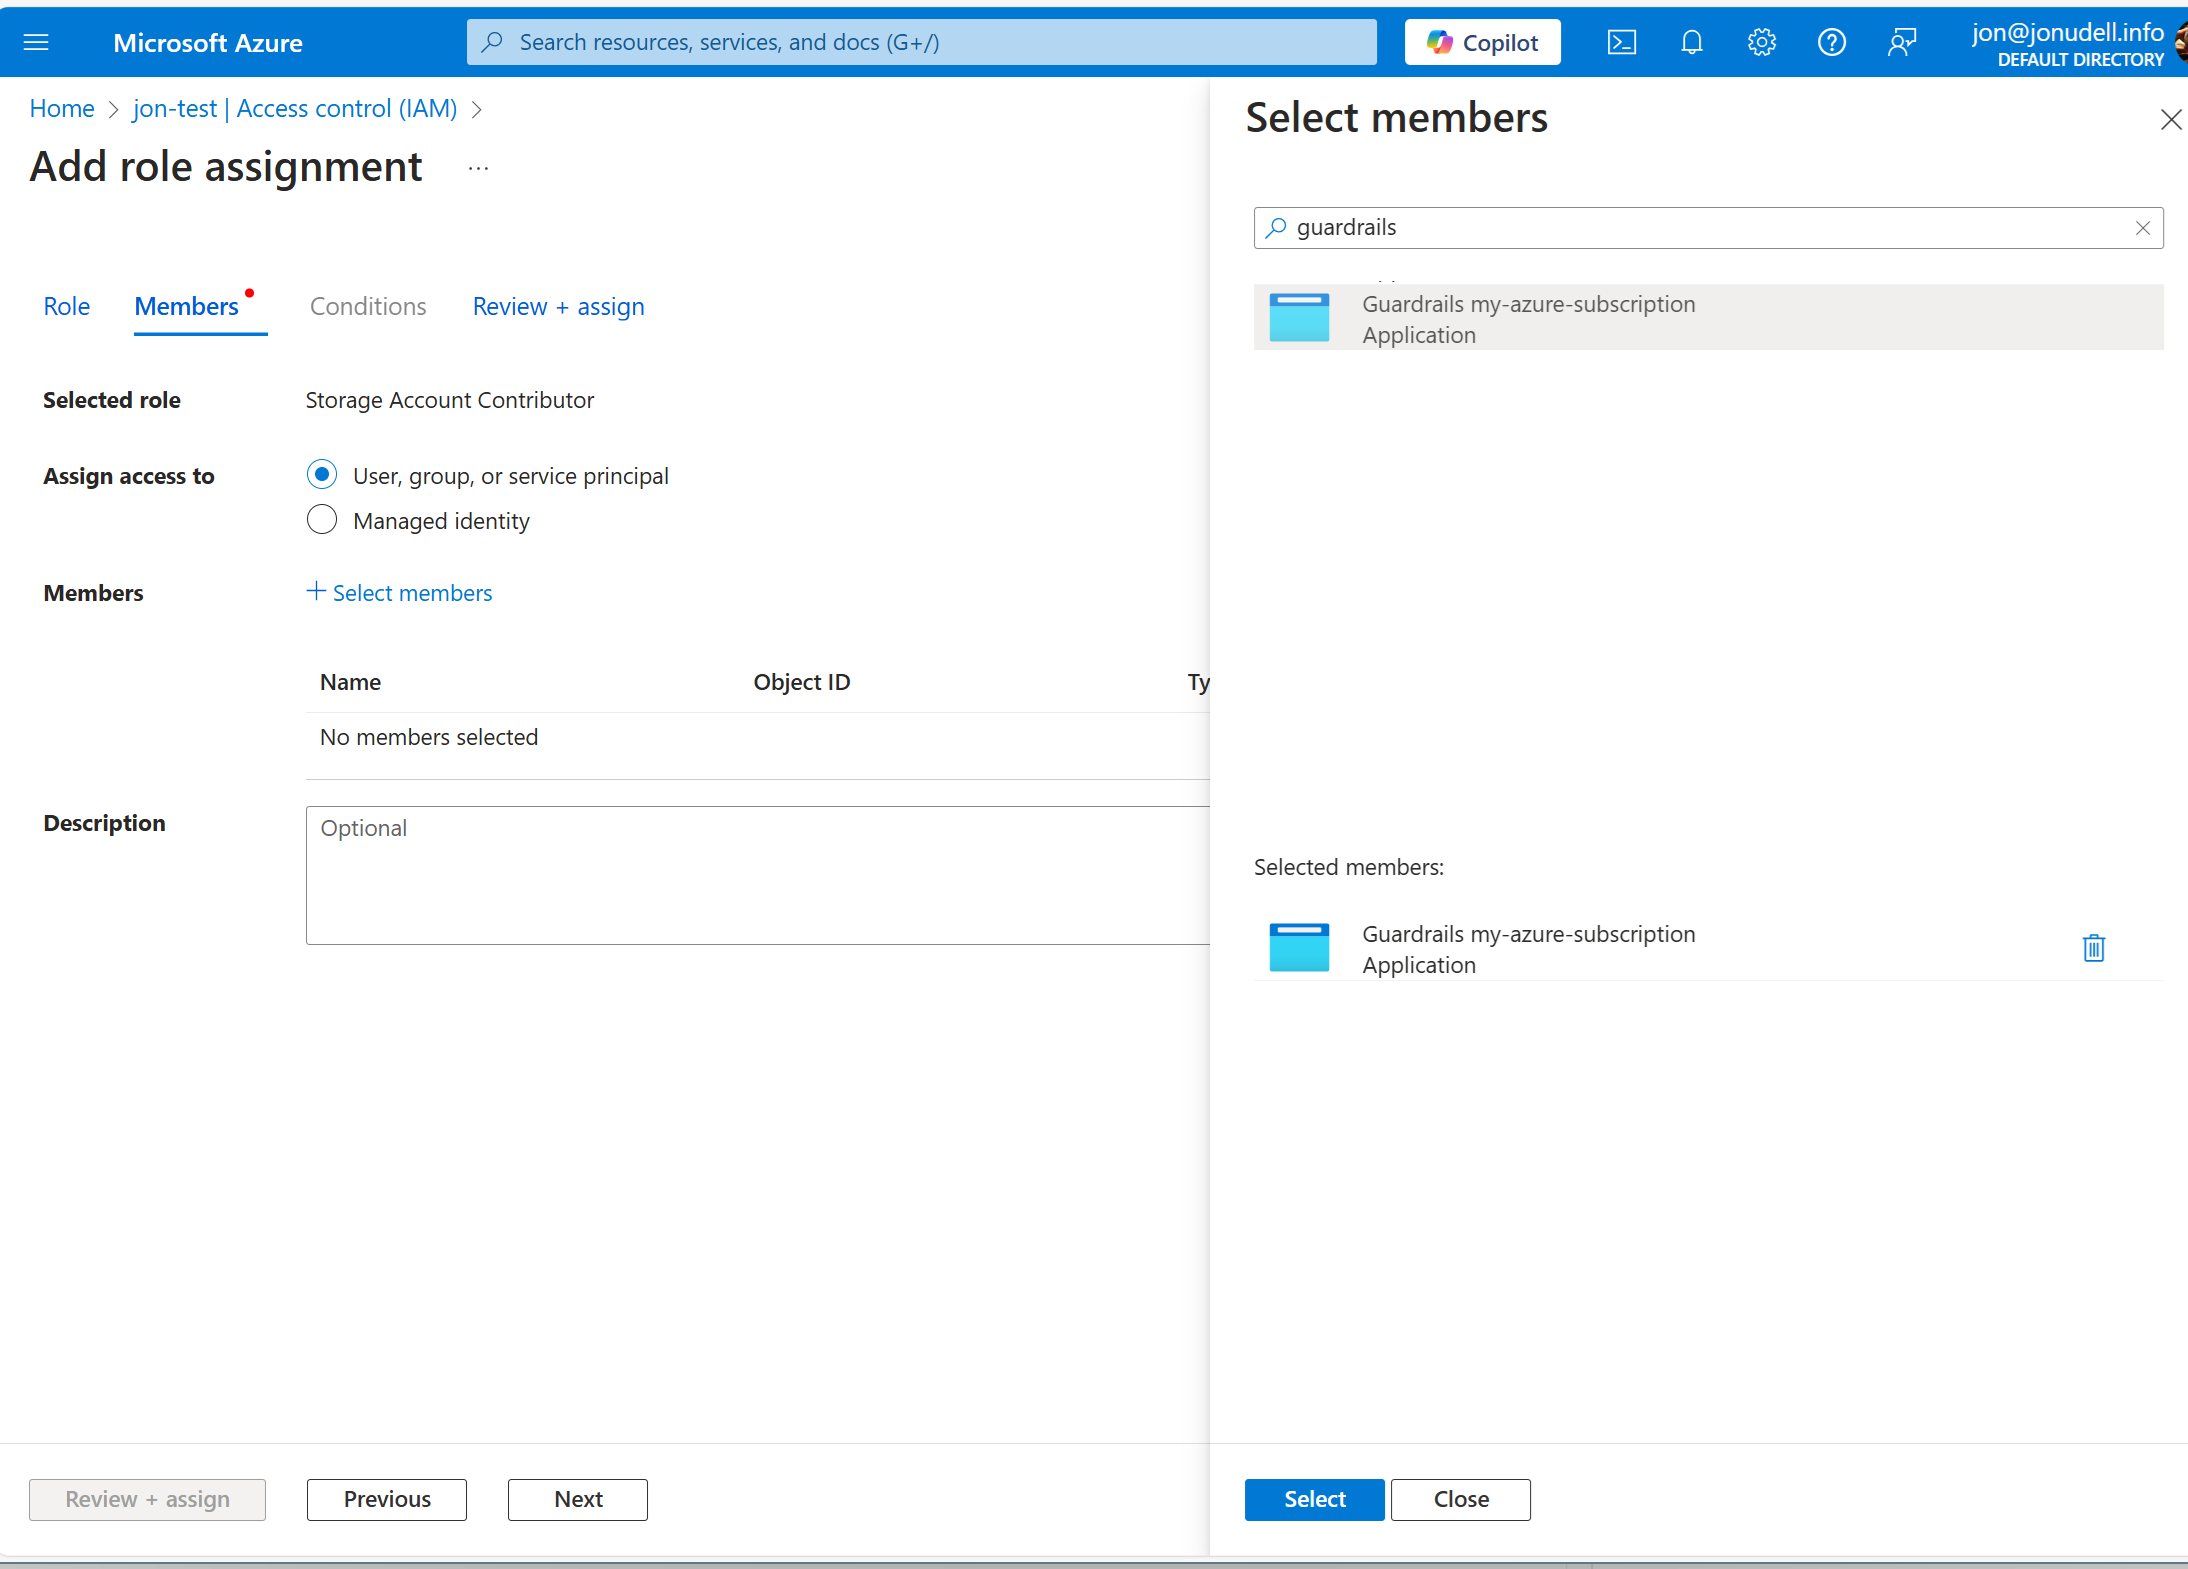 Microsoft Azure
Search resources, services, and docs (G+/)
Copilot
jon@jonudell.info
DEFAULT DIRECTORY
Home > jon-test | Access control (IAM) >
Add role assignment ...
Role
Members
Conditions
Review + assign
Selected role
Storage Account Contributor
Assign access to
User, group, or service principal
Managed identity
Members
+ Select members
Name
Object ID
Ty
No members selected
Description
Optional
Review + assign
Previous
Next
Select members
guardrails
Guardrails my-azure-subscription
Application
Selected members:
Guardrails my-azure-subscription
Application
Select
Close